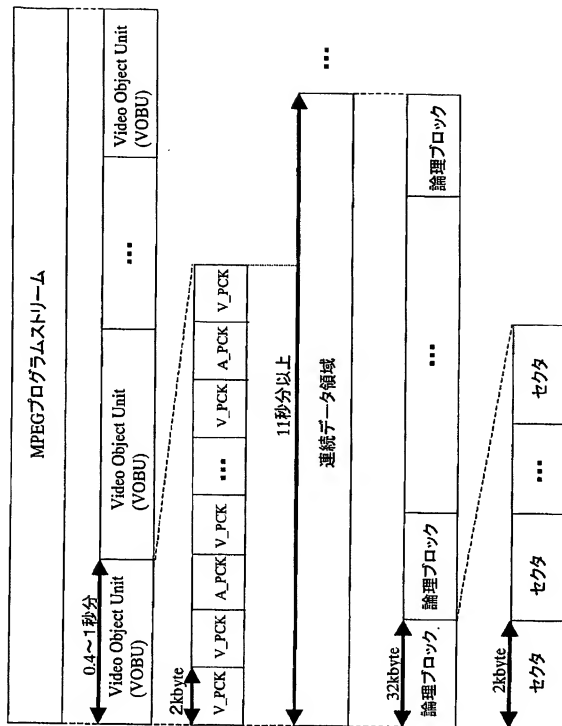 MPEGプログラムストリーム
0.4～1秒分
Video Object Unit
(VOBU)
Video Object Unit
(VOBU)
...
Video Object Unit
(VOBU)
2kbyte
V_PCK
V_PCK
A_PCK
V_PCK
...
V_PCK
A_PCK
V_PCK
11秒分以上
連続データ領域
...
32kbyte
論理ブロック
論理ブロック
...
論理ブロック
2kbyte
セクタ
セクタ
...
セクタ